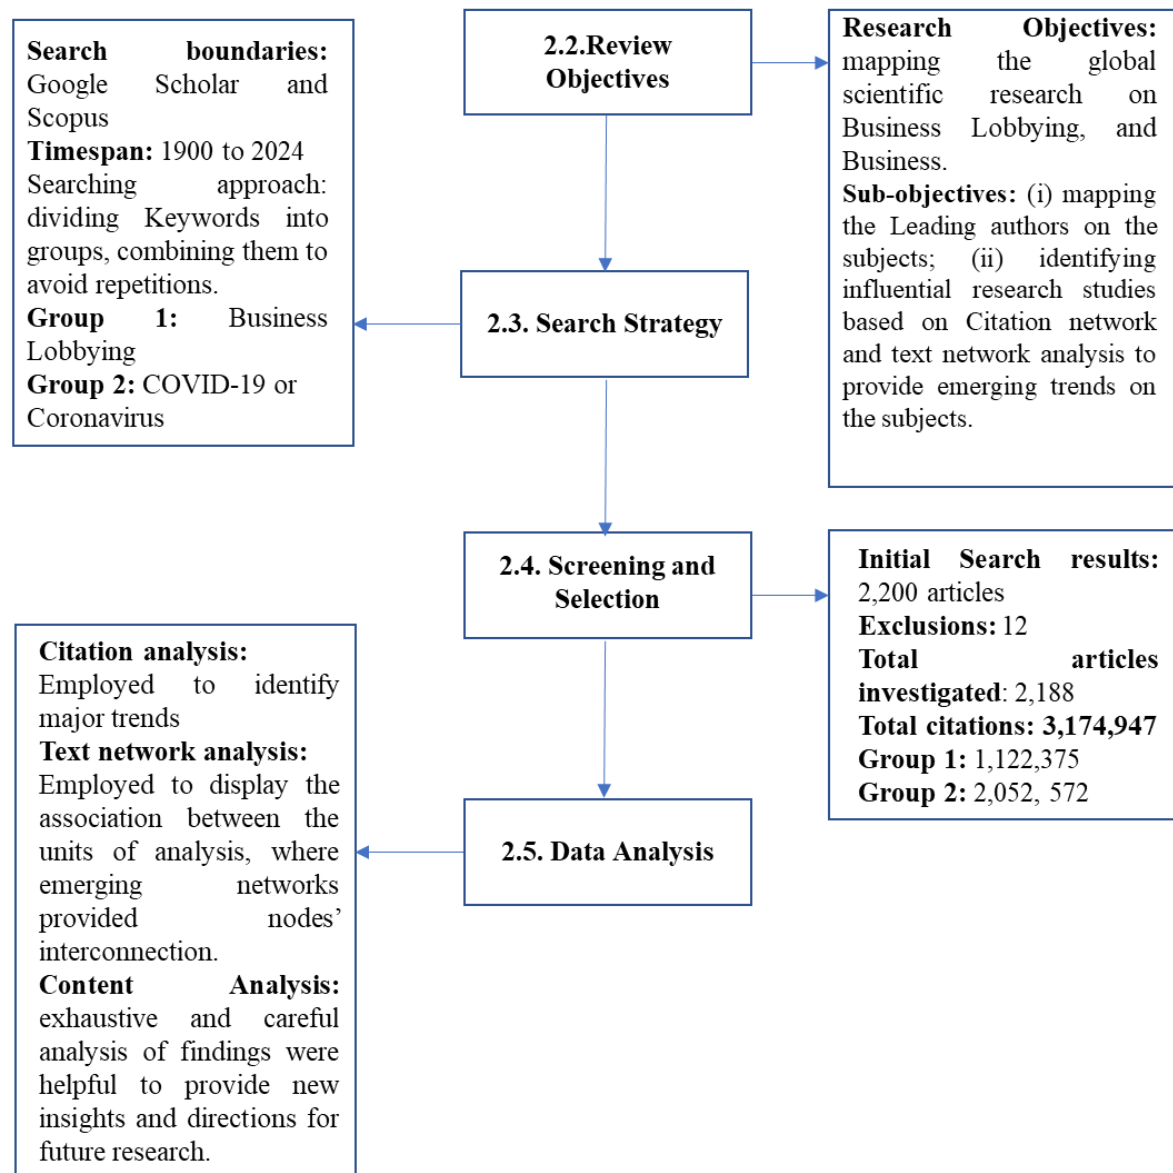 2.2.Review
Objectives
Research Objectives:
mapping the global
scientific research on
Business Lobbying, and
Business.
Sub-objectives: (i) mapping
the Leading authors on the
subjects; (ii) identifying
influential research studies
based on Citation network
and text network analysis to
provide emerging trends on
the subjects.
Search boundaries:
Google Scholar and
Scopus
Timespan: 1900 to 2024
Searching approach:
dividing Keywords into
groups, combining them to
avoid repetitions.
Group 1: Business
Lobbying
Group 2: COVID-19 or
Coronavirus
2.3. Search Strategy
2.4. Screening and
Selection
Initial Search results:
2,200 articles
Exclusions: 12
Total articles
investigated: 2,188
Total citations: 3,174,947
Group 1: 1,122,375
Group 2: 2,052, 572
Citation analysis:
Employed to identify
major trends
Text network analysis:
Employed to display the
association between the
units of analysis, where
emerging networks
provided nodes’
interconnection.
Content Analysis:
exhaustive and careful
analysis of findings were
helpful to provide new
insights and directions for
future research.
2.5. Data Analysis